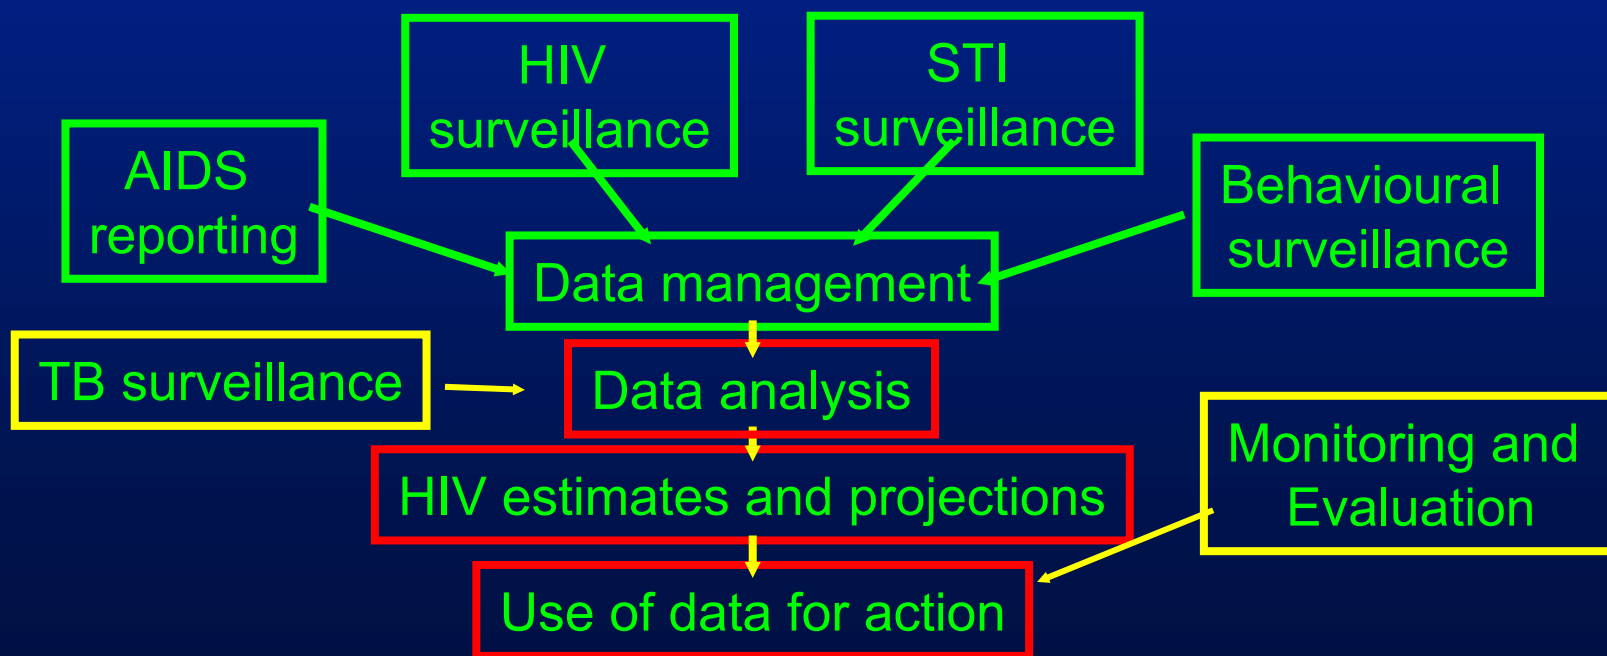 HIV
surveillance
STI
surveillance
AIDS
reporting
Behavioural
surveillance
Data management
TB surveillance
Data analysis
Monitoring and
Evaluation
HIV estimates and projections
Use of data for action